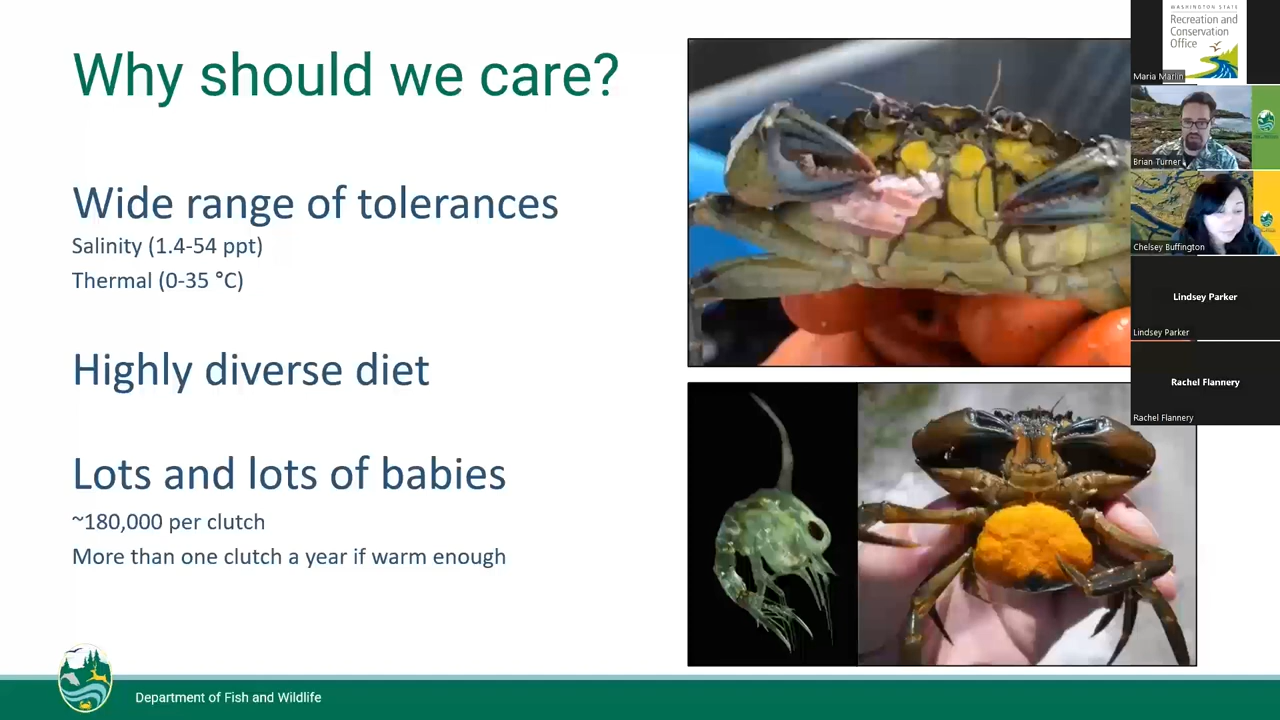 Why should we care?
Wide range of tolerances
Salinity (1.4-54 ppt)
Thermal (0-35 °C)
Highly diverse diet
Lots and lots of babies
~180,000 per clutch
More than one clutch a year if warm enough
Department of Fish and Wildlife
WASHINGTON STATE
Recreation and
Conservation
Office
Maria Marlin
Brian Turner
Chelsey Buffington
Lindsey Parker
Lindsey Parker
Rachel Flannery
Rachel Flannery